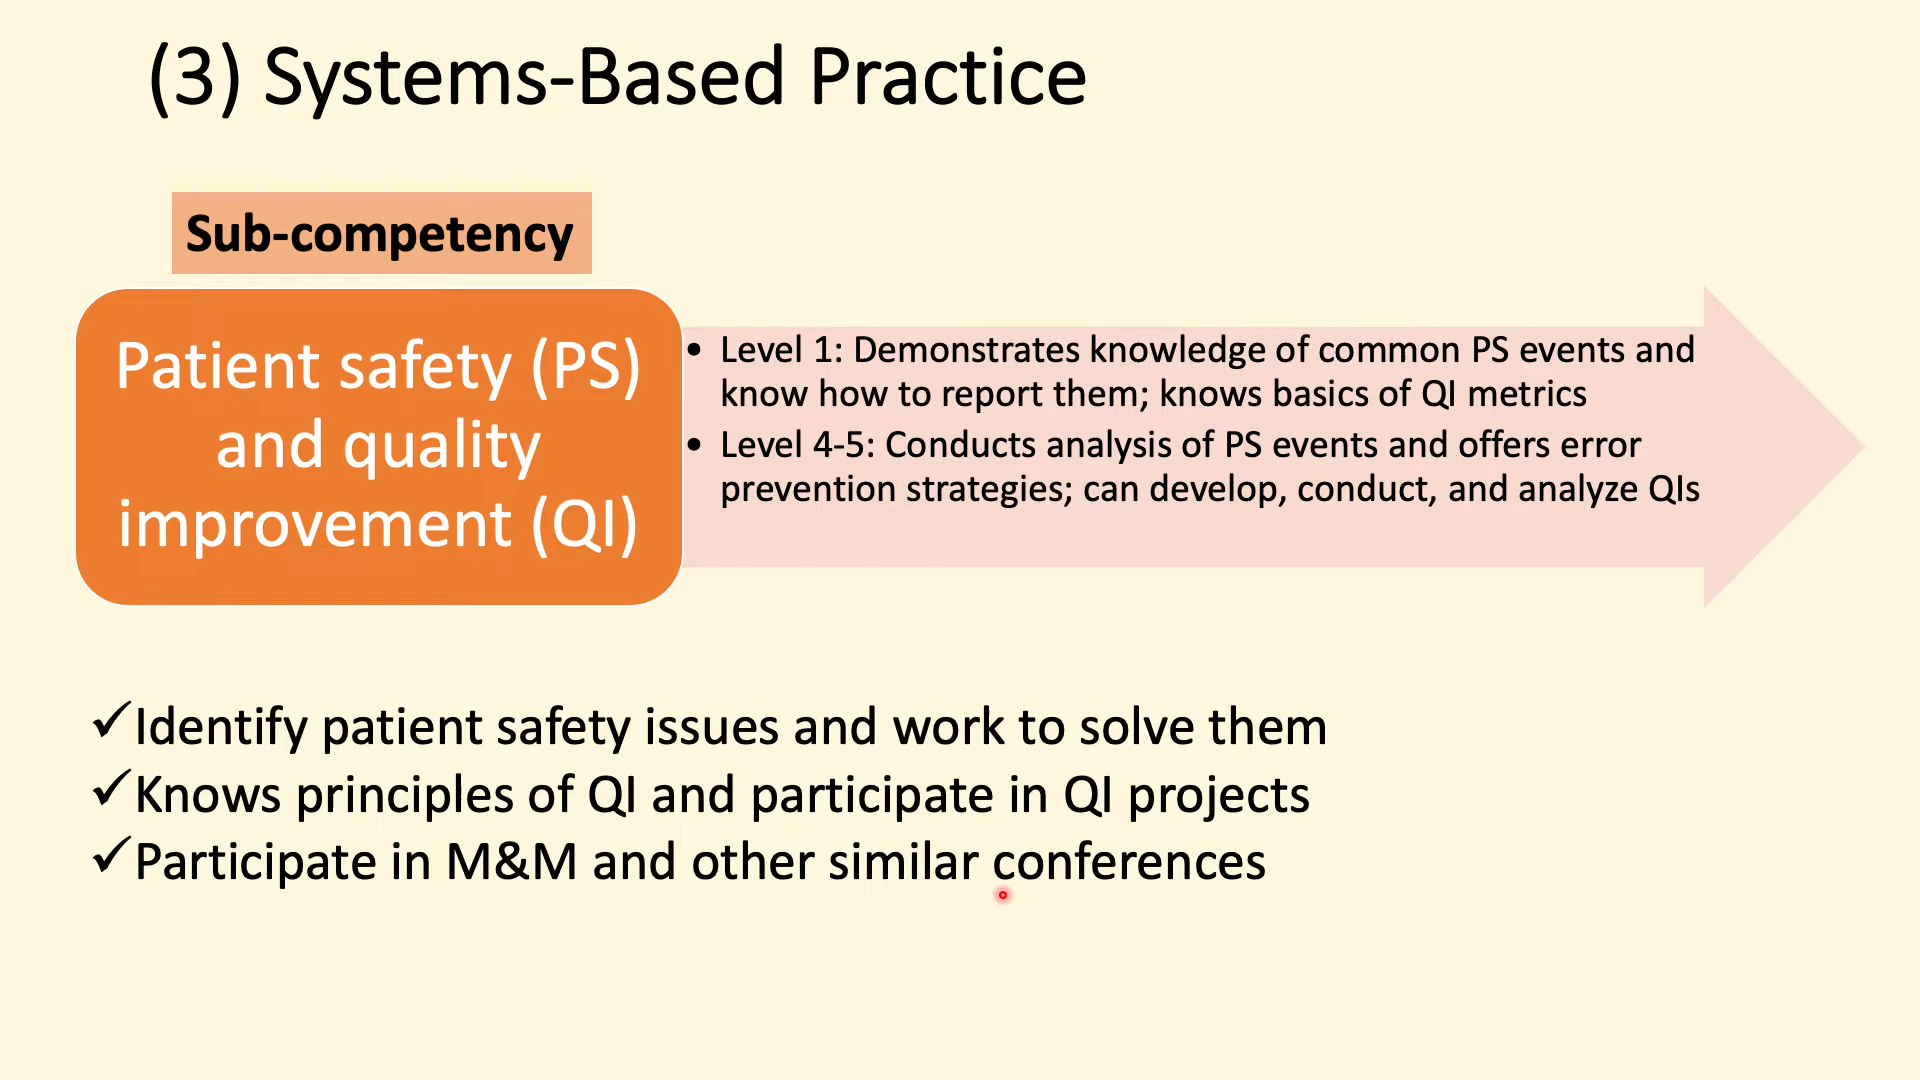 (3) Systems-Based Practice
Sub-competency
Patient safety (PS)
and quality
improvement (QI)
• Level 1: Demonstrates knowledge of common PS events and
know how to report them; knows basics of QI metrics
• Level 4-5: Conducts analysis of PS events and offers error
prevention strategies; can develop, conduct, and analyze QIs
✓Identify patient safety issues and work to solve them
✓Knows principles of QI and participate in QI projects
✓Participate in M&M and other similar conferences